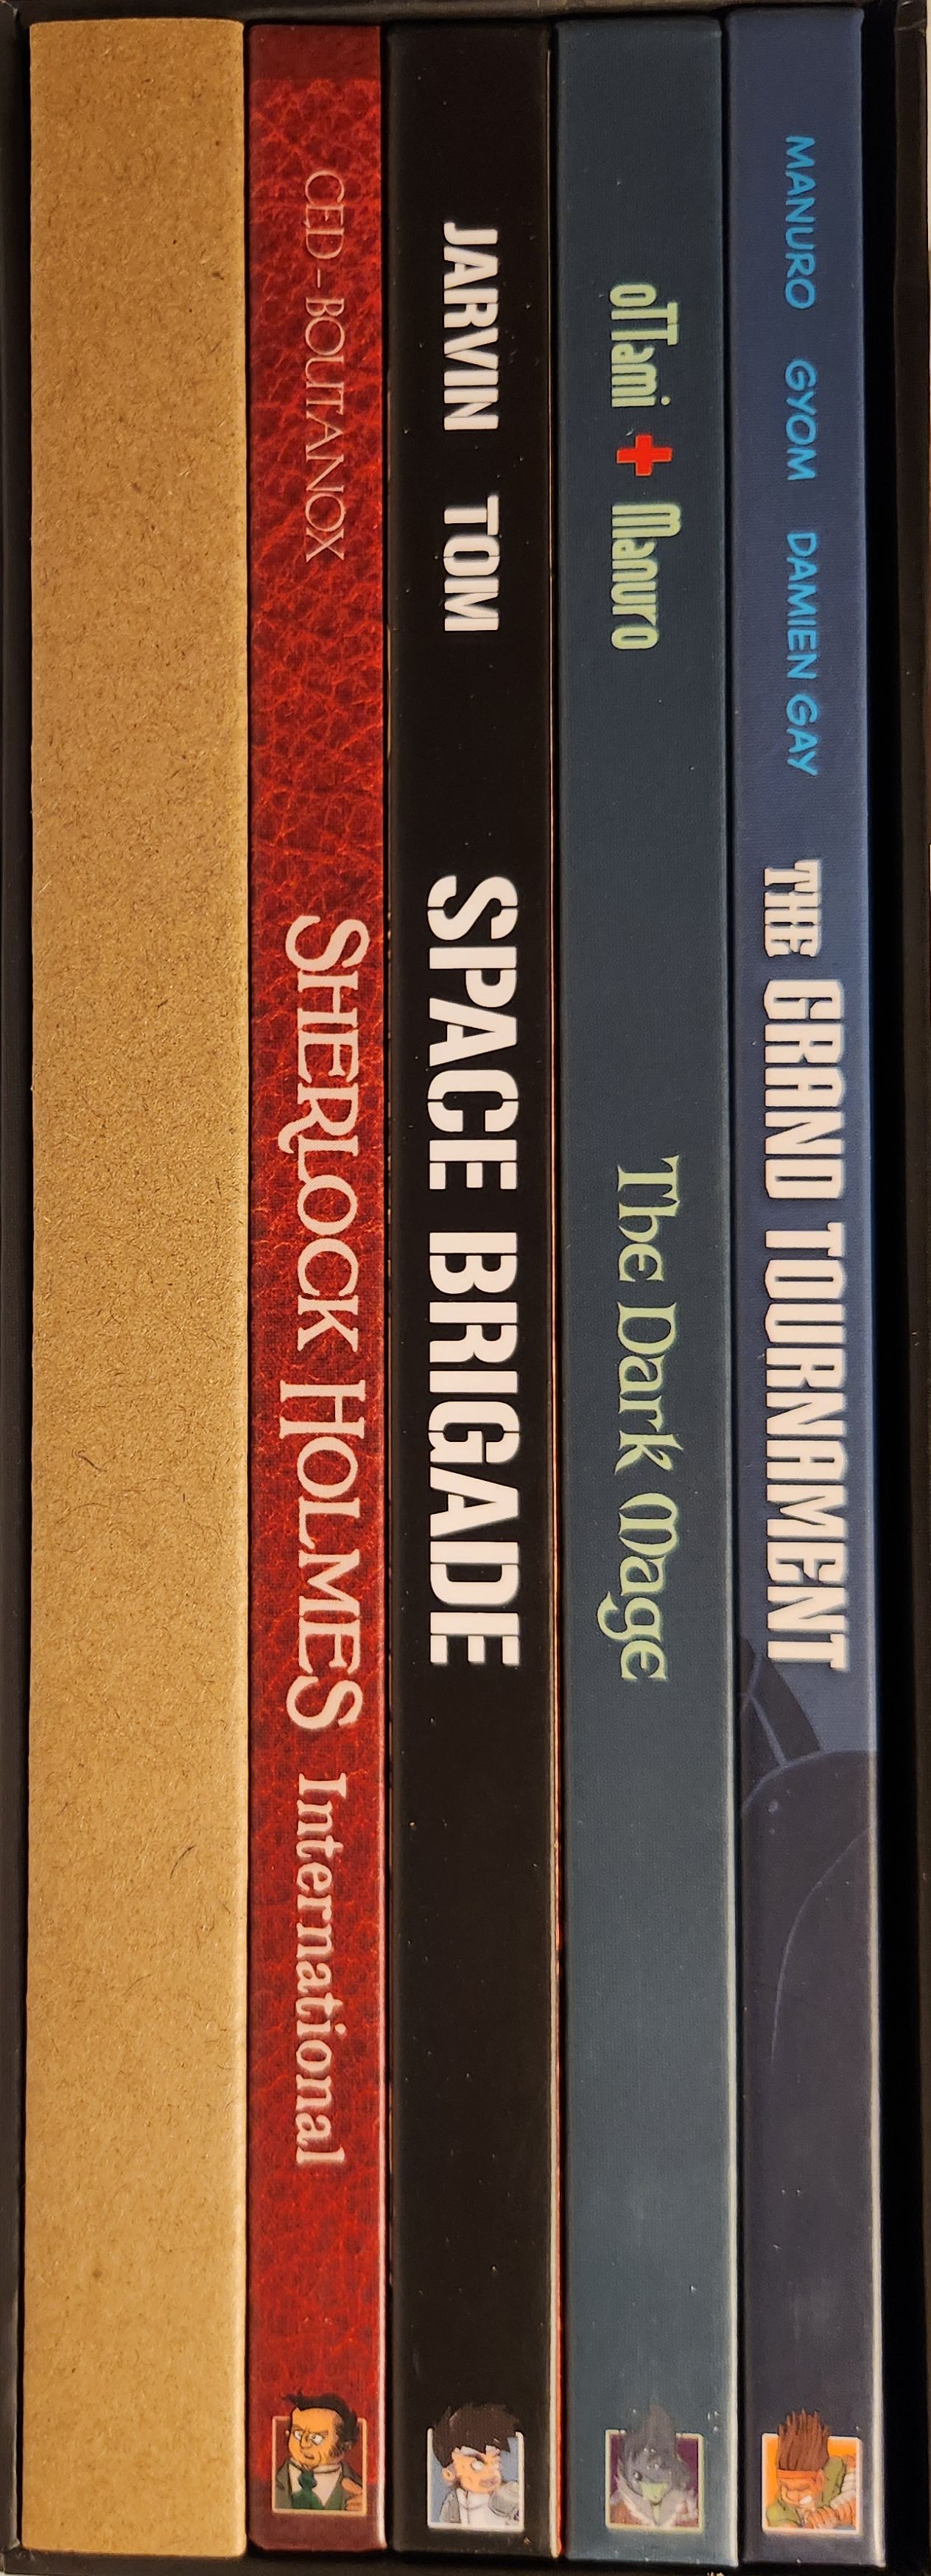 CED - BOUTANOX SHERLOCK HOLMES International
JARVIN TOM SPACE BRIGADE
oTTami + Manuro The Dark Mage
MANURO GYOM DAMIEN GAY THE GRAND TOURNAMENT